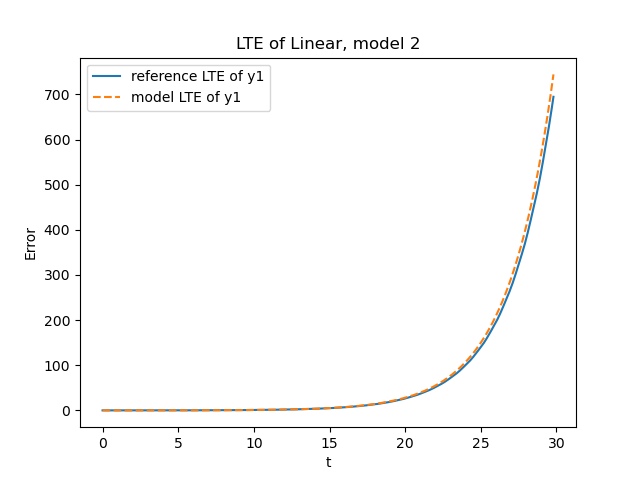 LTE of Linear, model 2
reference LTE of y1
model LTE of y1
Error
700
600
500
400
300
200
100
0
0 5 10 15 20 25 30
t